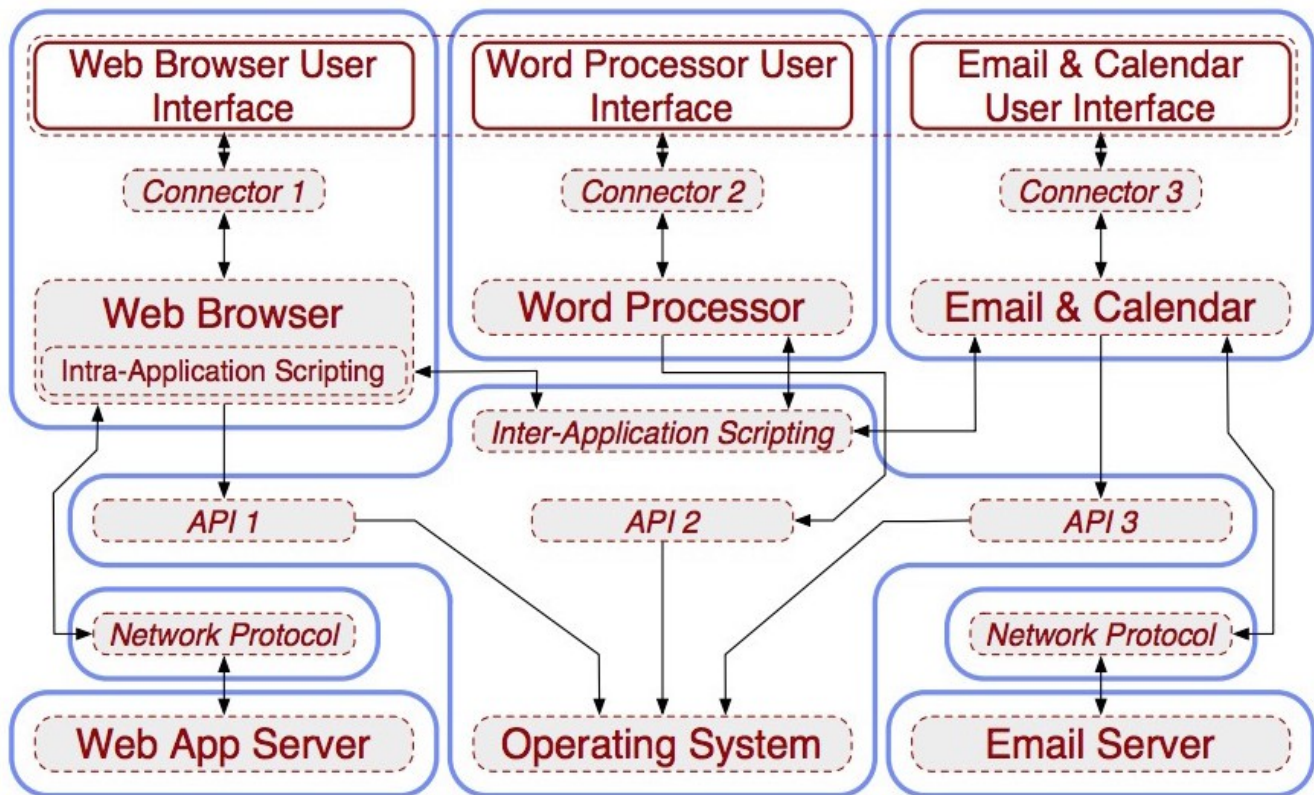 Web Browser User
Interface
Word Processor User
Interface
Email & Calendar
User Interface
Connector 1
Connector 2
Connector 3
Web Browser
Intra-Application Scripting
Word Processor
Email & Calendar
Inter-Application Scripting
API 1
API 2
API 3
Network Protocol
Network Protocol
Web App Server
Operating System
Email Server